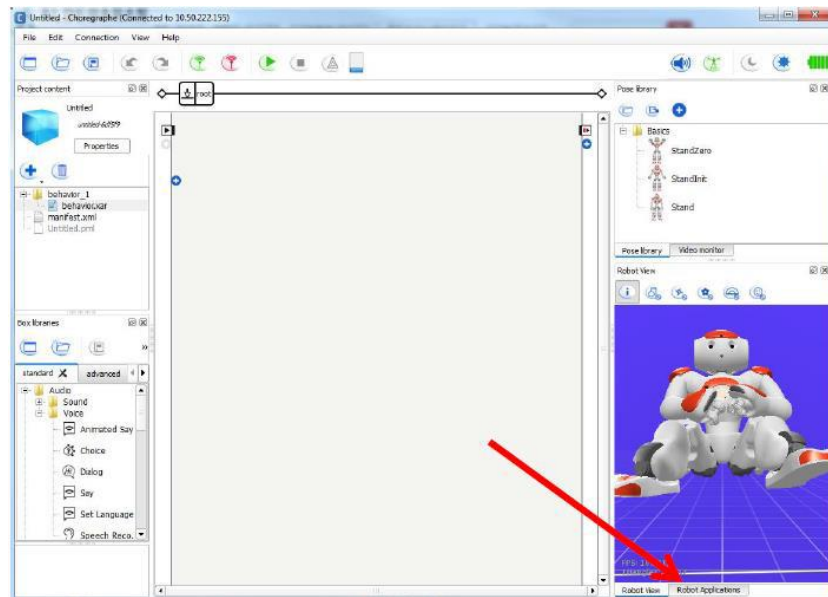 Untitled - Choregraphe (Connected to 10.50.222.155)
File Edit Connection View Help
Project content
Untitled
Properties
root
behavior_1
behavior.xar
manifest.xml
Untitled.pml
Box libraries
standard advanced
Audio
Sound
Voice
Animated Say
Choice
Dialog
Say
Set Language
Speech Reco.
Pose library
Basics
StandZero
StandInit
Stand
Pose library Video monitor
Robot View
Robot View Robot Applications